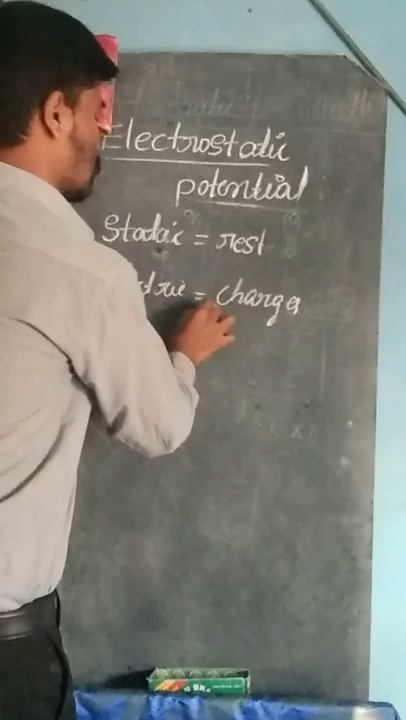 Electrostatic
potential
Static = rest
= charge